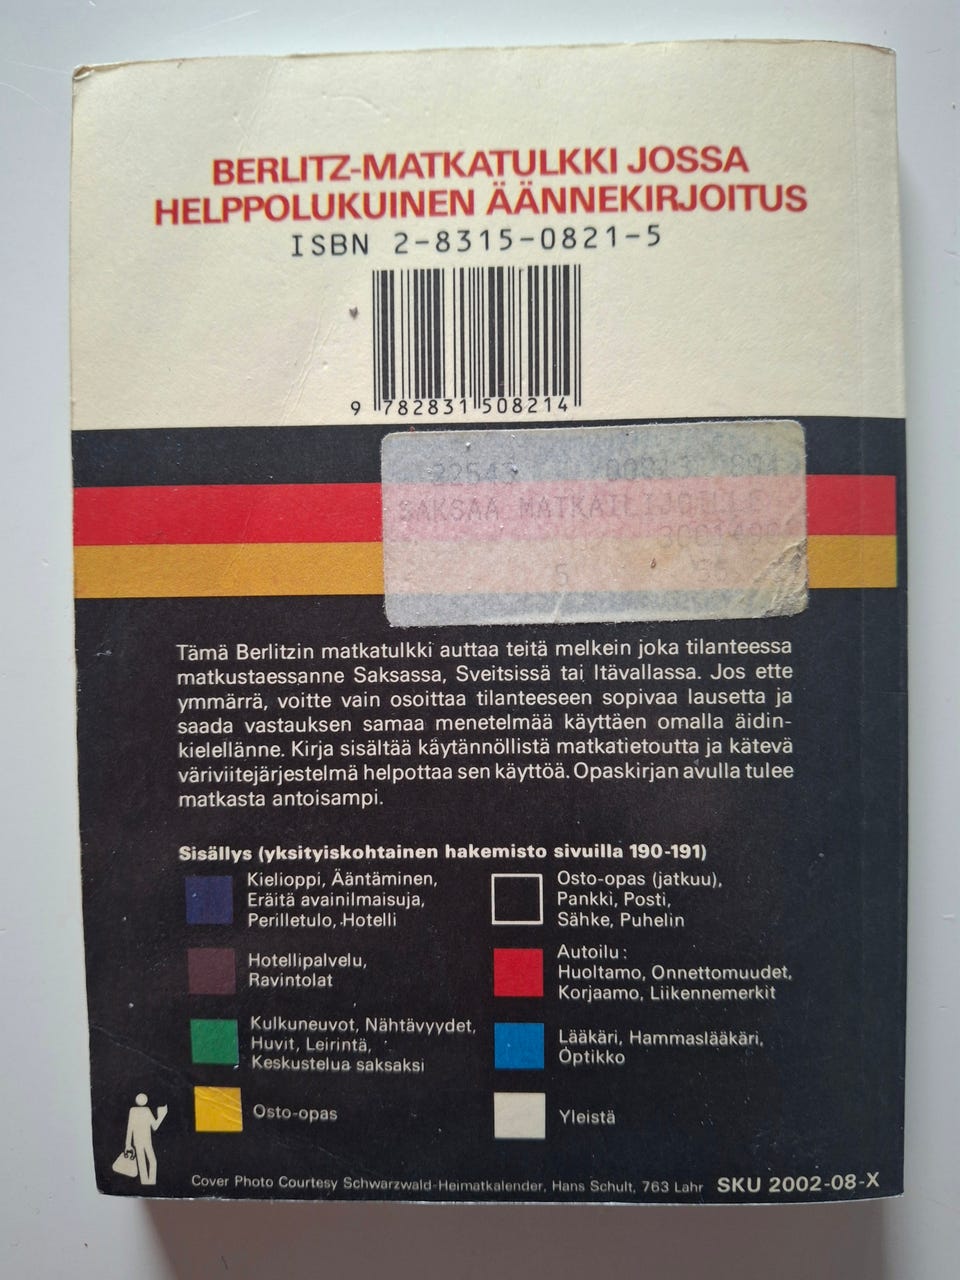 BERLITZ-MATKATULKKI JOSSA
HELPPOLUKUINEN ÄÄNNEKIRJOITUS
ISBN 2-8315-0821-5
9 782831 508214
SAKSAA MATKAILIJOILLE
5
Tämä Berlitzin matkatulkki auttaa teitä melkein joka tilanteessa
matkustaessanne Saksassa, Sveitsissä tai Itävallassa. Jos ette
ymmärrä, voitte vain osoittaa tilanteeseen sopivaa lausetta ja
saada vastauksen samaa menetelmää käyttäen omalla äidin-
kielellänne. Kirja sisältää käytännöllistä matkatietoutta ja kätevä
väriviitejärjestelmä helpottaa sen käyttöä. Opaskirjan avulla tulee
matkasta antoisampi.
Sisällys (yksityiskohtainen hakemisto sivuilla 190-191)
Kielioppi, Ääntäminen,
Eräitä avainilmaisuja,
Perilletulo, Hotelli
Hotellipalvelu,
Ravintolat
Kulkuneuvot, Nähtävyydet,
Huvit, Leirintä,
Keskustelua saksaksi
Osto-opas
Osto-opas (jatkuu),
Pankki, Posti,
Sähke, Puhelin
Autoilu:
Huoltamo, Onnettomuudet,
Korjaamo, Liikennemerkit
Lääkäri, Hammaslääkäri,
Optikko
Yleistä
Cover Photo Courtesy Schwarzwald-Heimatkalender, Hans Schult, 763 Lahr SKU 2002-08-X